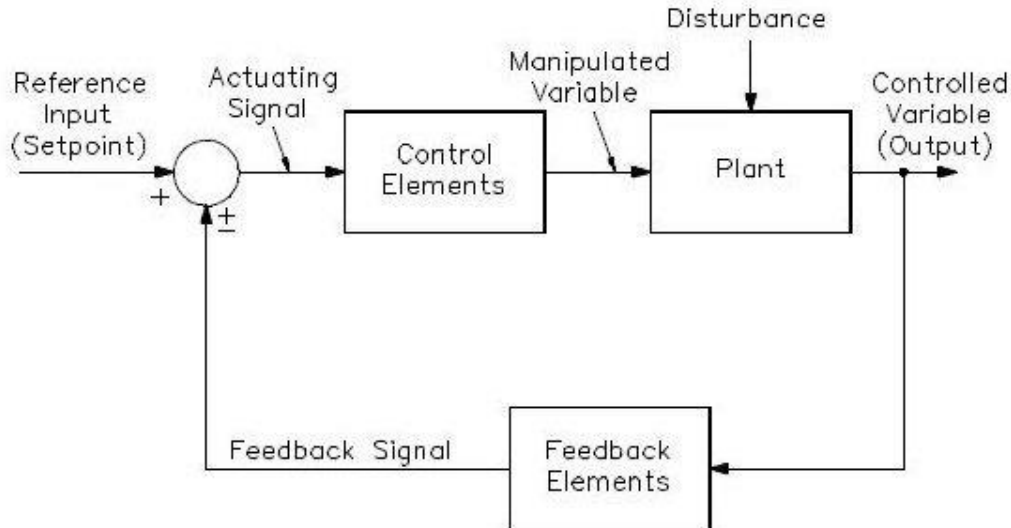 Disturbance
Reference
Input
(Setpoint)
Actuating
Signal
Manipulated
Variable
Controlled
Variable
(Output)
Control
Elements
Plant
+
±
Feedback Signal
Feedback
Elements